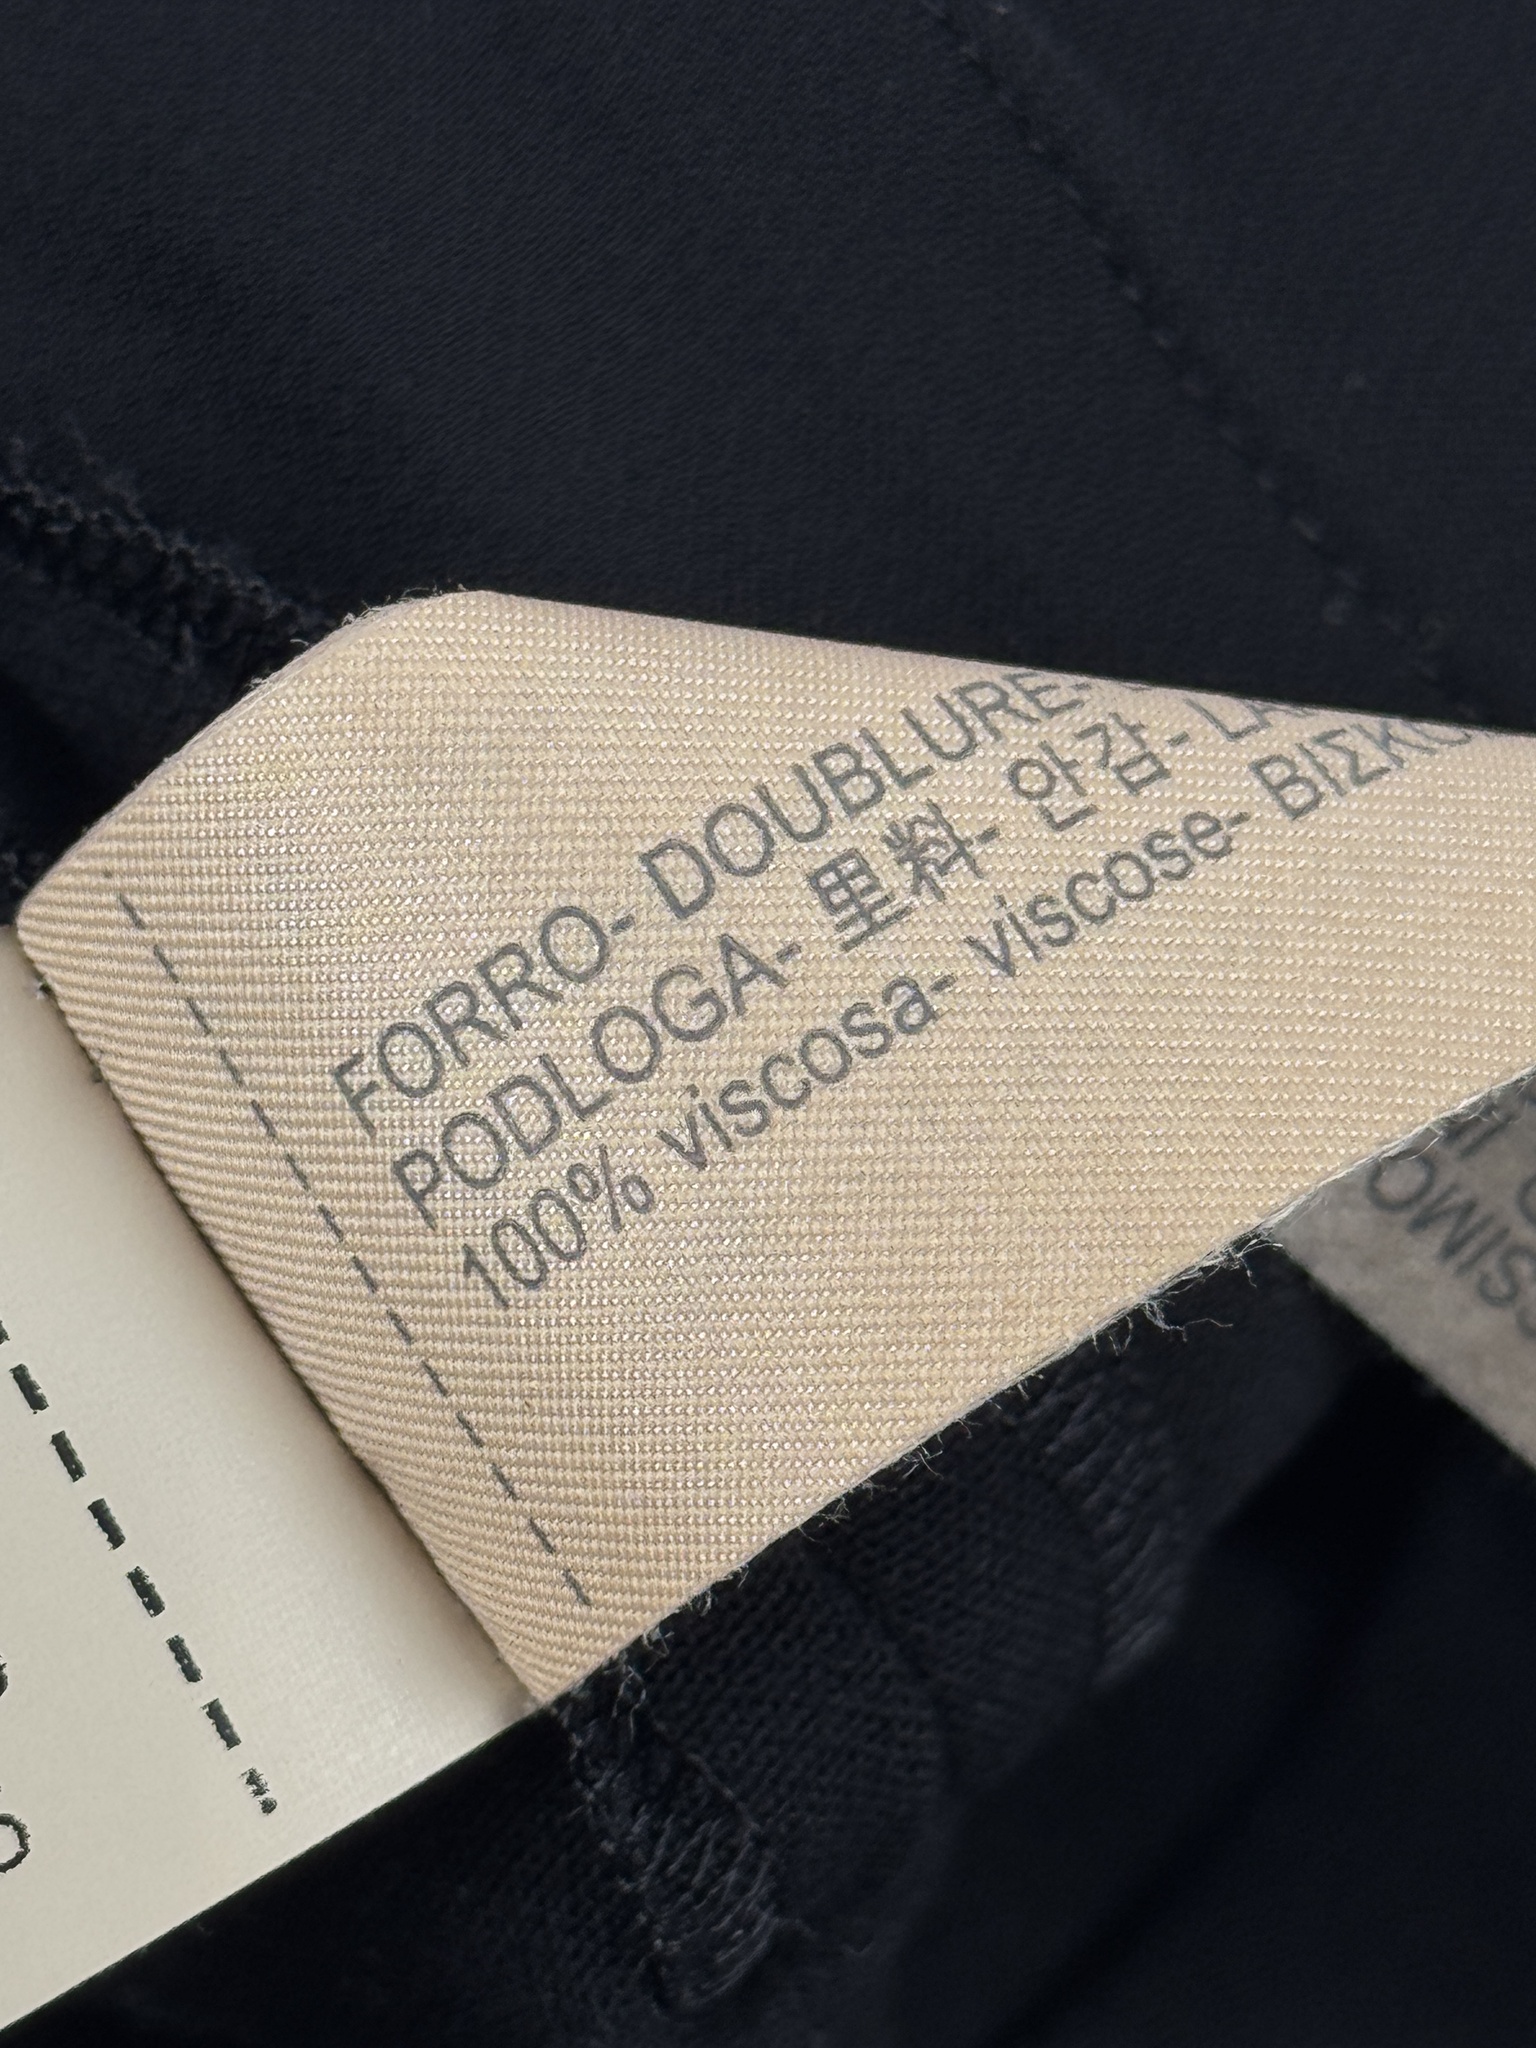 FORRO- DOUBLURE-
PODLOGA- 里料- 안감-
100% viscosa- viscose-